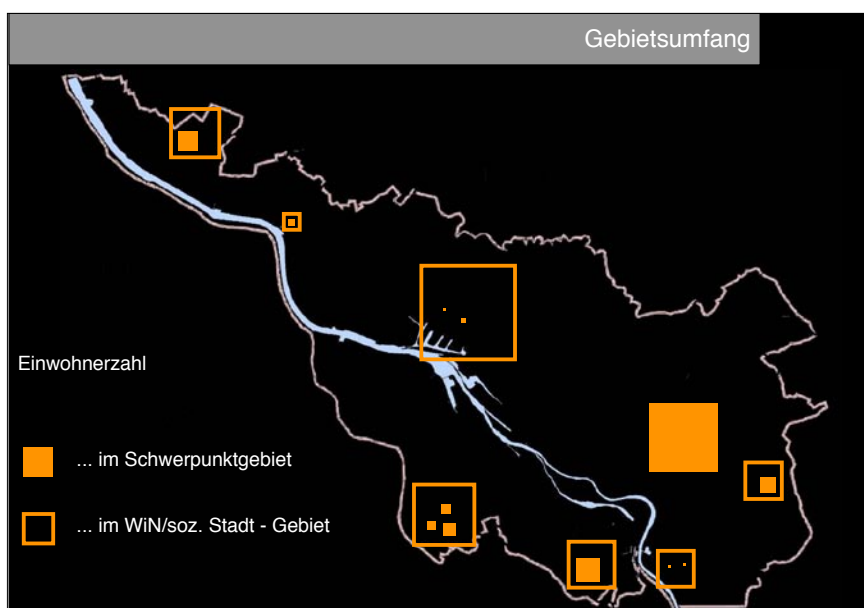 Gebietsumfang
Einwohnerzahl
... im Schwerpunktgebiet
... im WiN/soz. Stadt - Gebiet